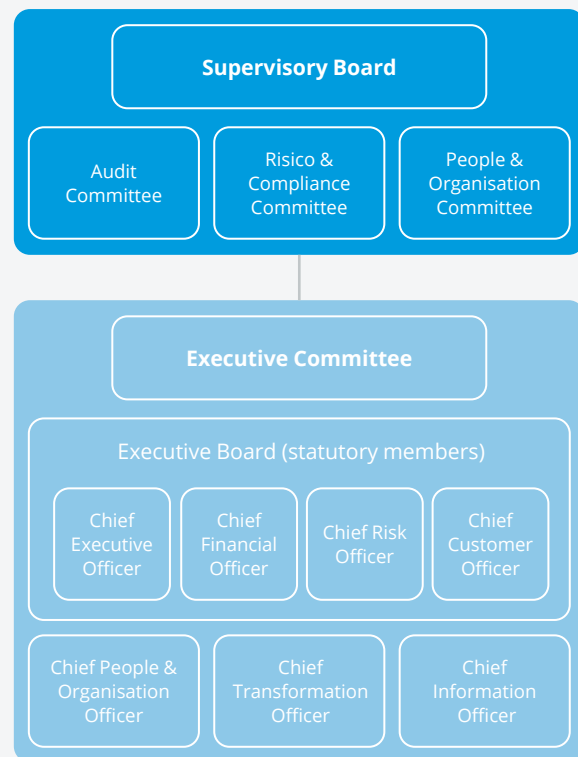 Supervisory Board
Audit
Committee
Risico &
Compliance
Committee
People &
Organisation
Committee
Executive Committee
Executive Board (statutory members)
Chief
Executive
Officer
Chief
Financial
Officer
Chief Risk
Officer
Chief
Customer
Officer
Chief People &
Organisation
Officer
Chief
Transformation
Officer
Chief
Information
Officer